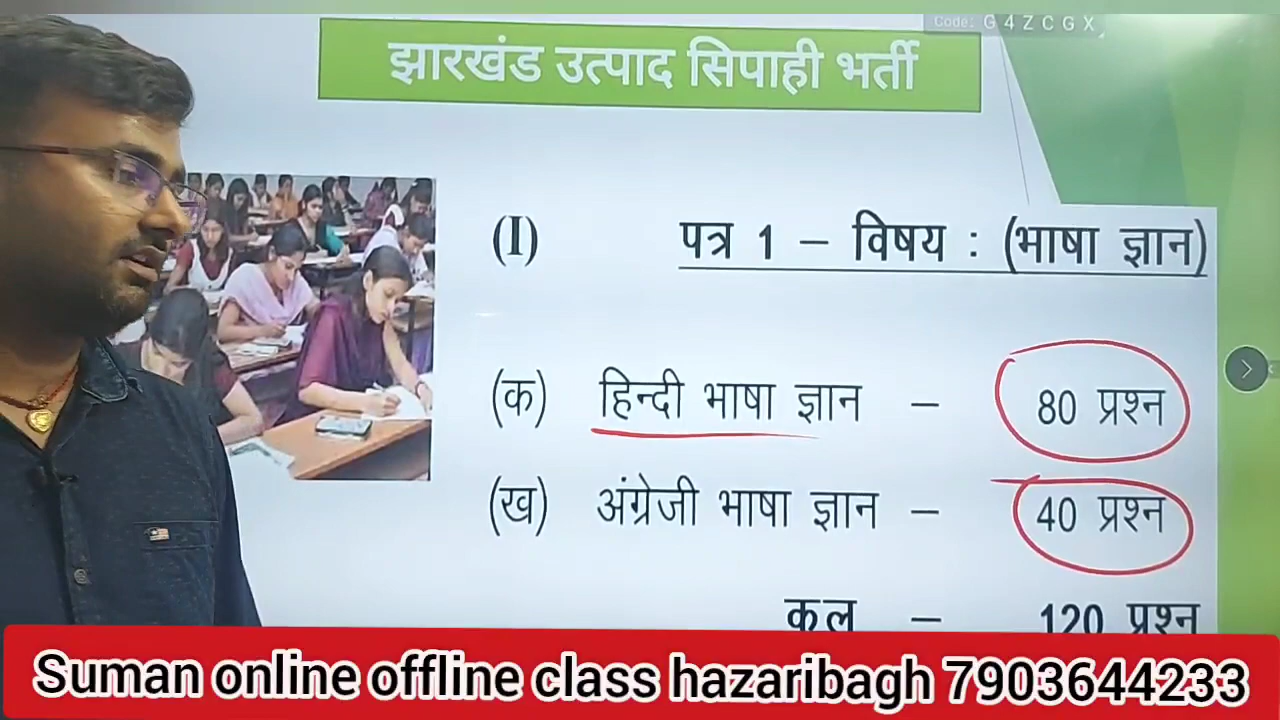 Code: G4ZCGX
झारखंड उत्पाद सिपाही भर्ती
(I) पत्र 1 – विषय : (भाषा ज्ञान)
(क) हिन्दी भाषा ज्ञान – 80 प्रश्न
(ख) अंग्रेजी भाषा ज्ञान – 40 प्रश्न
कुल – 120 प्रश्न
Suman online offline class hazaribagh 7903644233